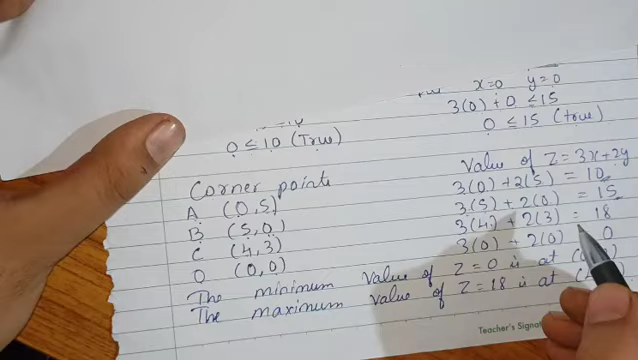 x=0 y=0
3(0)+0 ≤15
0 ≤ 10 (True)
0 ≤ 15 (true)
Corner points Value of Z = 3x+2y
A (0,5) 3(0)+2(5) = 10
B (5,0) 3(5)+2(0) = 15
C (4,3) 3(4)+2(3) = 18
O (0,0) 3(0)+2(0) 0
The minimum value of Z = 0 is at
The maximum value of Z = 18 is at
Teacher's